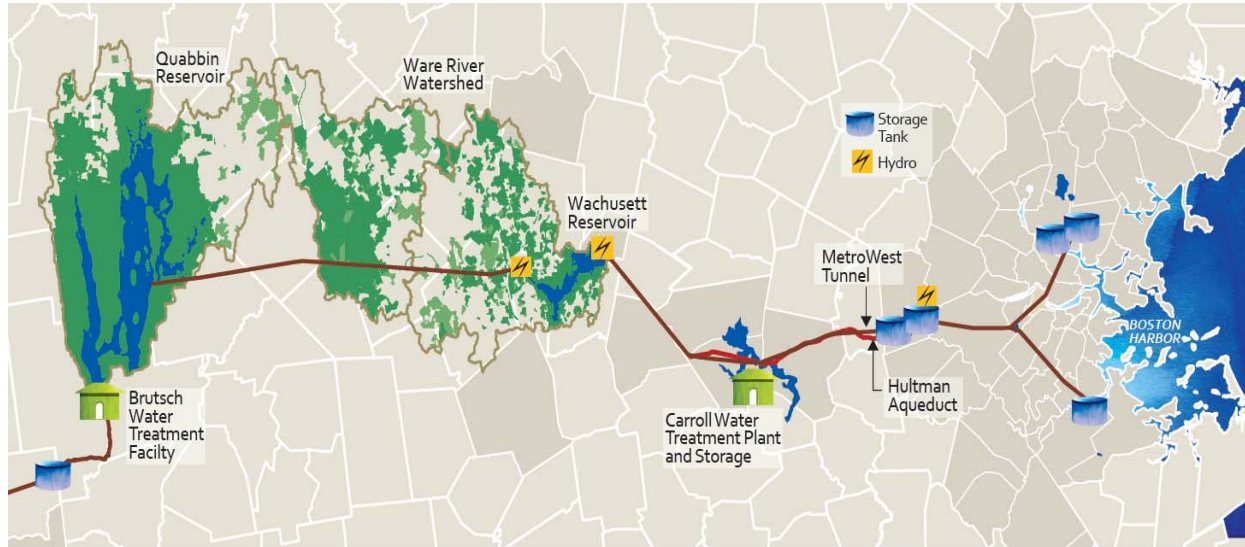 Quabbin
Reservoir
Ware River
Watershed
Storage
Tank
Hydro
Wachusett
Reservoir
MetroWest
Tunnel
BOSTON
HARBOR
Hultman
Aqueduct
Brutsch
Water
Treatment
Facilty
Carroll Water
Treatment Plant
and Storage